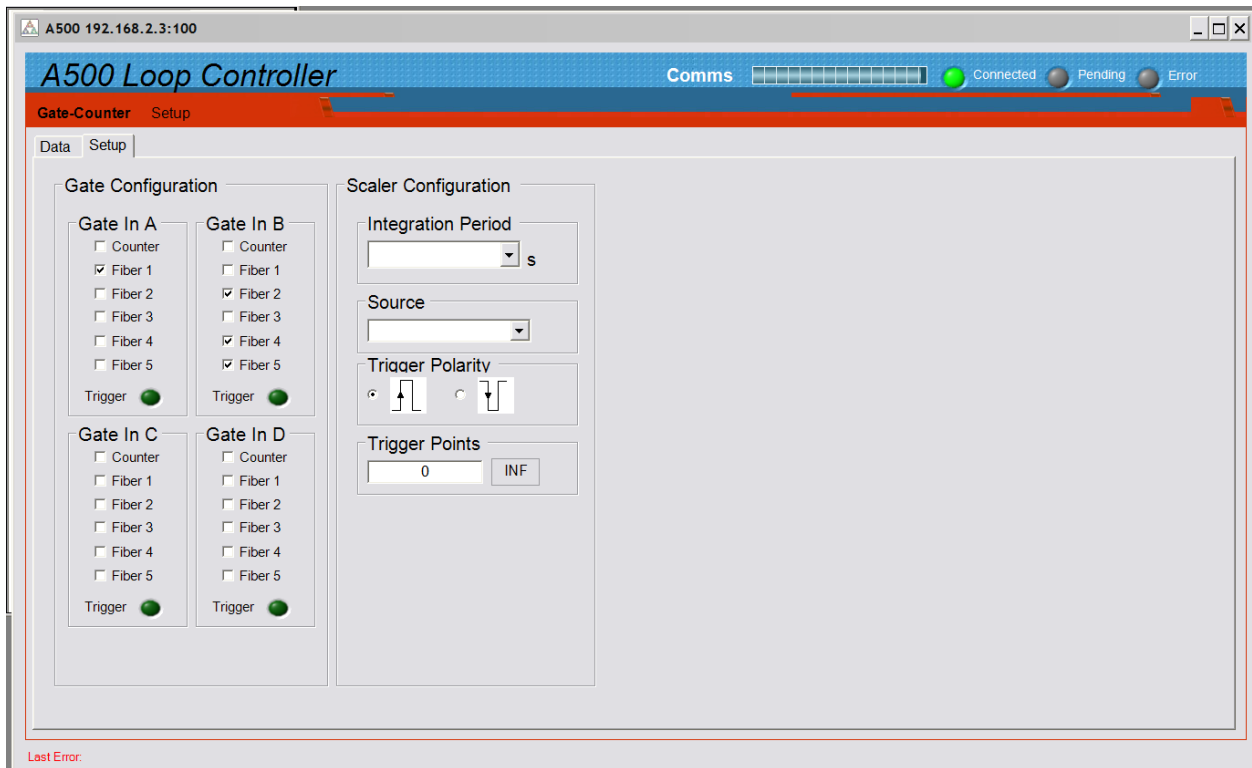 A500 192.168.2.3:100
A500 Loop Controller
Comms Connected Pending Error
Gate-Counter Setup
Data Setup
Gate Configuration
Gate In A
Counter
Fiber 1
Fiber 2
Fiber 3
Fiber 4
Fiber 5
Trigger
Gate In B
Counter
Fiber 1
Fiber 2
Fiber 3
Fiber 4
Fiber 5
Trigger
Gate In C
Counter
Fiber 1
Fiber 2
Fiber 3
Fiber 4
Fiber 5
Trigger
Gate In D
Counter
Fiber 1
Fiber 2
Fiber 3
Fiber 4
Fiber 5
Trigger
Scaler Configuration
Integration Period
s
Source
Trigger Polarity
Trigger Points
0 INF
Last Error: